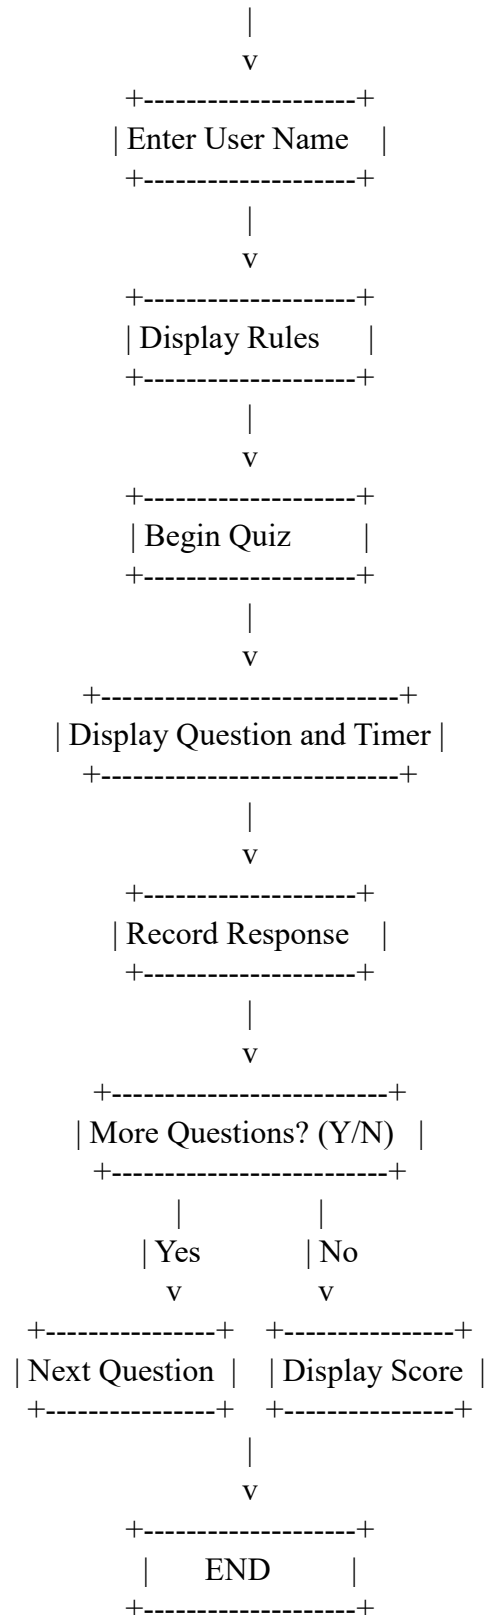 |
v
+--------------------+
| Enter User Name |
+--------------------+
|
v
+--------------------+
| Display Rules |
+--------------------+
|
v
+--------------------+
| Begin Quiz |
+--------------------+
|
v
+----------------------------+
| Display Question and Timer |
+----------------------------+
|
v
+--------------------+
| Record Response |
+--------------------+
|
v
+--------------------------+
| More Questions? (Y/N) |
+--------------------------+
| |
| Yes | No
v v
+----------------+ +----------------+
| Next Question | | Display Score |
+----------------+ +----------------+
|
v
+--------------------+
| END |
+--------------------+